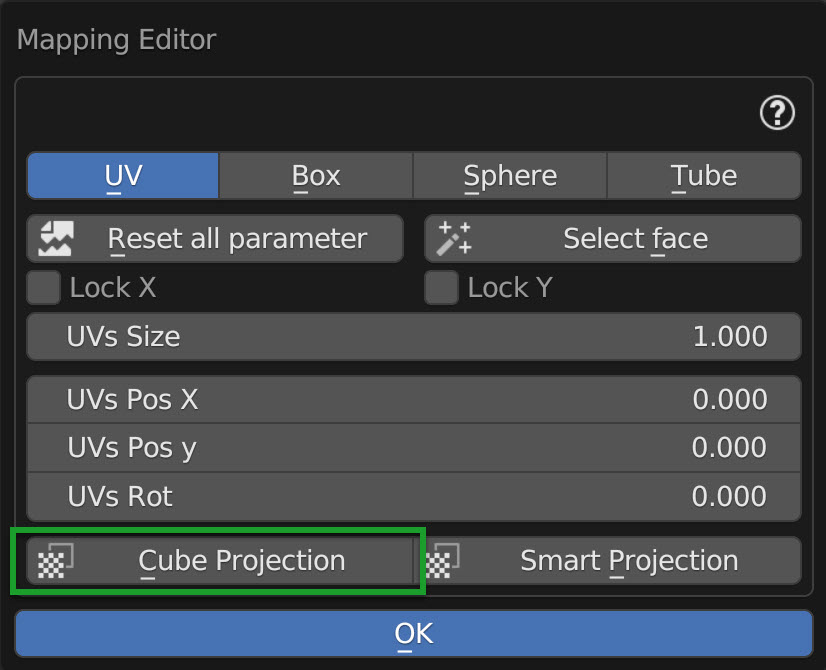 Mapping Editor
?
UV Box Sphere Tube
Reset all parameter Select face
Lock X Lock Y
UVs Size 1.000
UVs Pos X 0.000
UVs Pos y 0.000
UVs Rot 0.000
Cube Projection Smart Projection
OK